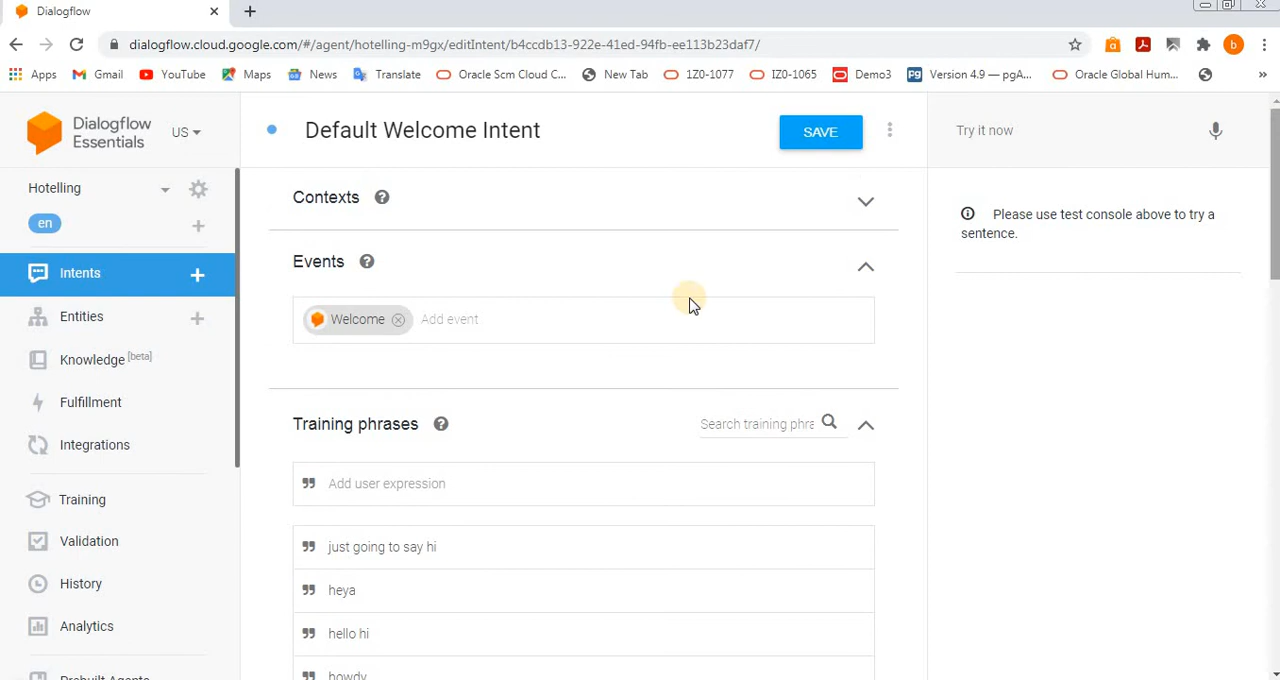 Dialogflow
dialogflow.cloud.google.com/#/agent/hotelling-m9gx/editIntent/b4ccdb13-922e-41ed-94fb-ee113b23daf7/
a
b
Apps
Gmail
YouTube
Maps
News
Translate
Oracle Scm Cloud C...
New Tab
1Z0-1077
IZ0-1065
Demo3
Pg
Version 4.9 — pgA...
Oracle Global Hum...
»
Dialogflow
Essentials
US
Default Welcome Intent
SAVE
Try it now
Hotelling
en
Contexts
Please use test console above to try a
sentence.
Intents
Events
Entities
Welcome
Add event
Knowledge [beta]
Fulfillment
Training phrases
Search training phra
Integrations
Add user expression
Training
Validation
just going to say hi
History
heya
Analytics
hello hi
Prebuilt Agents
howdy